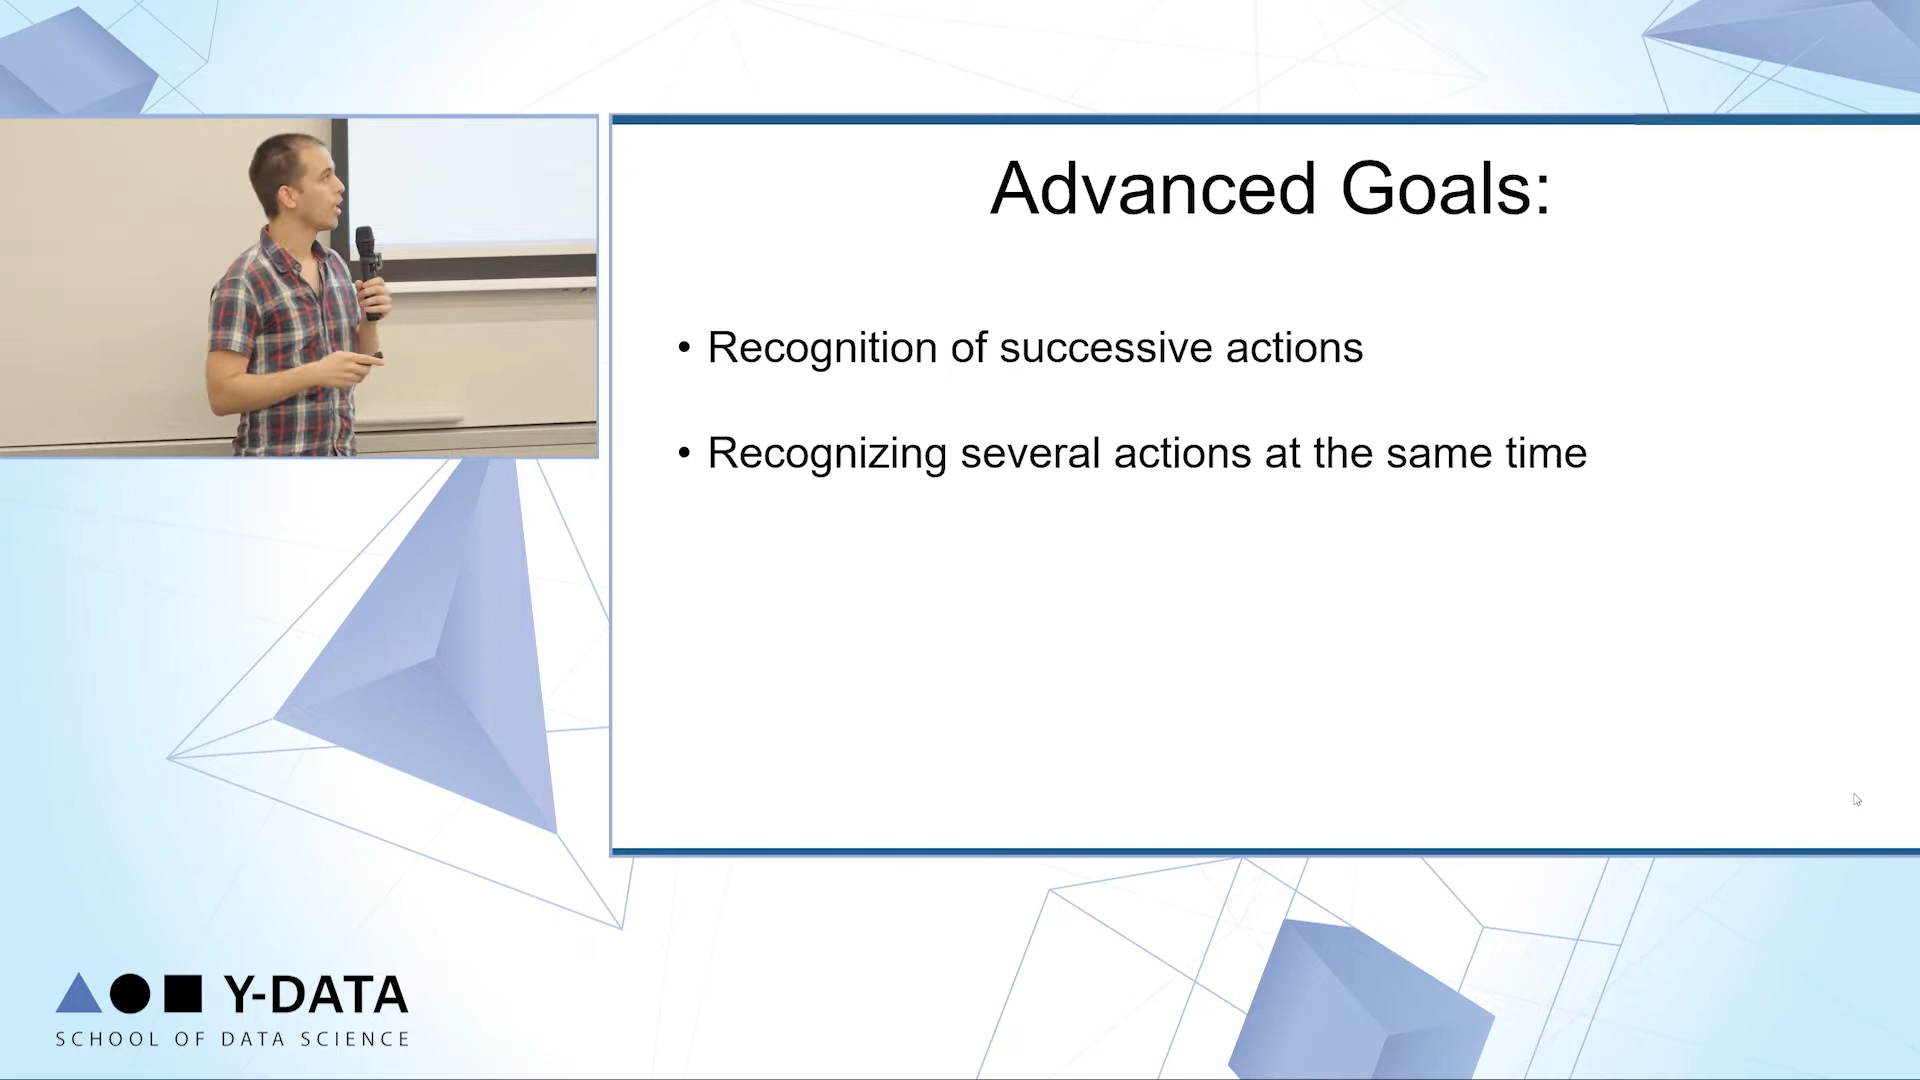 Advanced Goals:
• Recognition of successive actions
• Recognizing several actions at the same time
Y-DATA
SCHOOL OF DATA SCIENCE